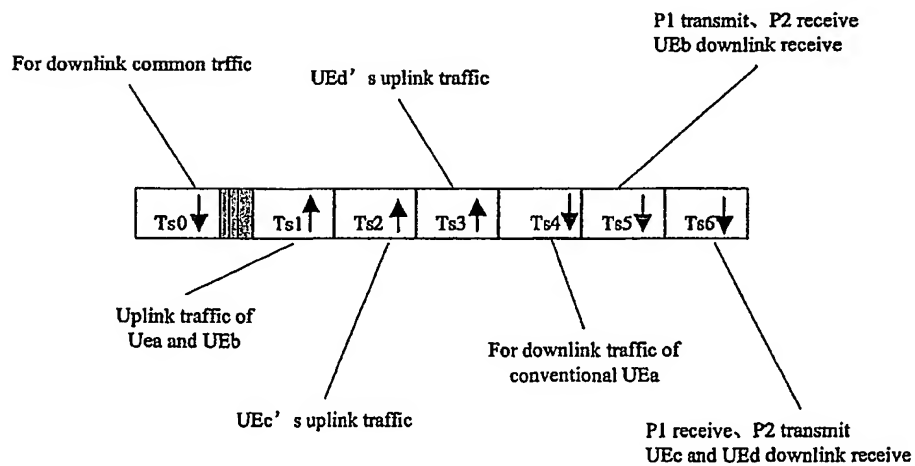 P1 transmit、P2 receive
UEb downlink receive
For downlink common trffic
UEd’s uplink traffic
Ts0 Ts1 Ts2 Ts3 Ts4 Ts5 Ts6
Uplink traffic of
Uea and UEb
For downlink traffic of
conventional UEa
UEc’s uplink traffic
P1 receive、P2 transmit
UEc and UEd downlink receive